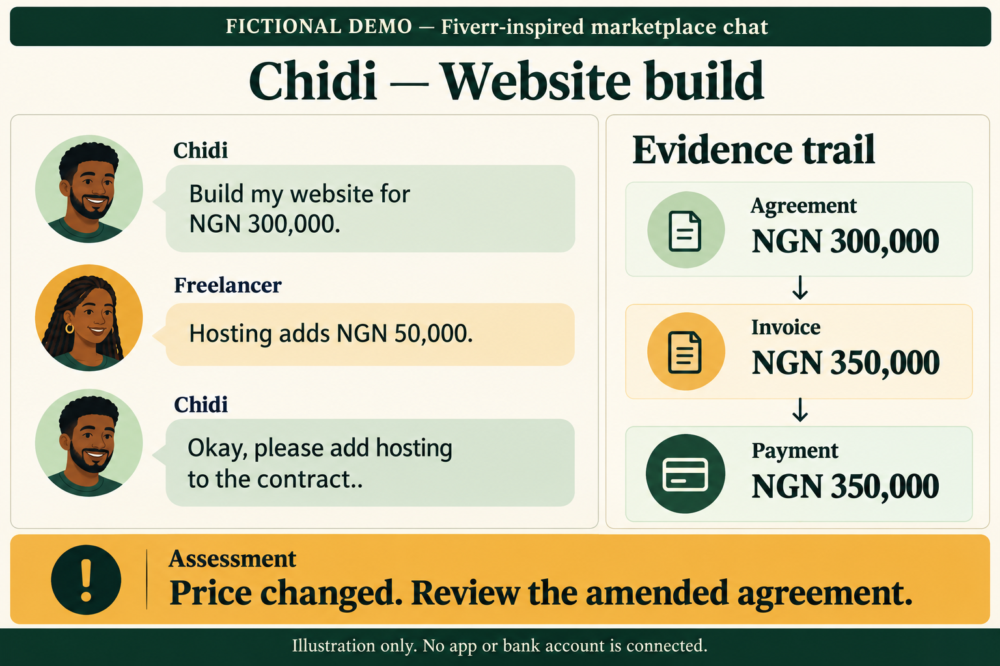 FICTIONAL DEMO — Fiverr-inspired marketplace chat
Chidi — Website build
Chidi
Build my website for
NGN 300,000.
Freelancer
Hosting adds NGN 50,000.
Chidi
Okay, please add hosting
to the contract..
Evidence trail
Agreement
NGN 300,000
Invoice
NGN 350,000
Payment
NGN 350,000
Assessment
Price changed. Review the amended agreement.
Illustration only. No app or bank account is connected.